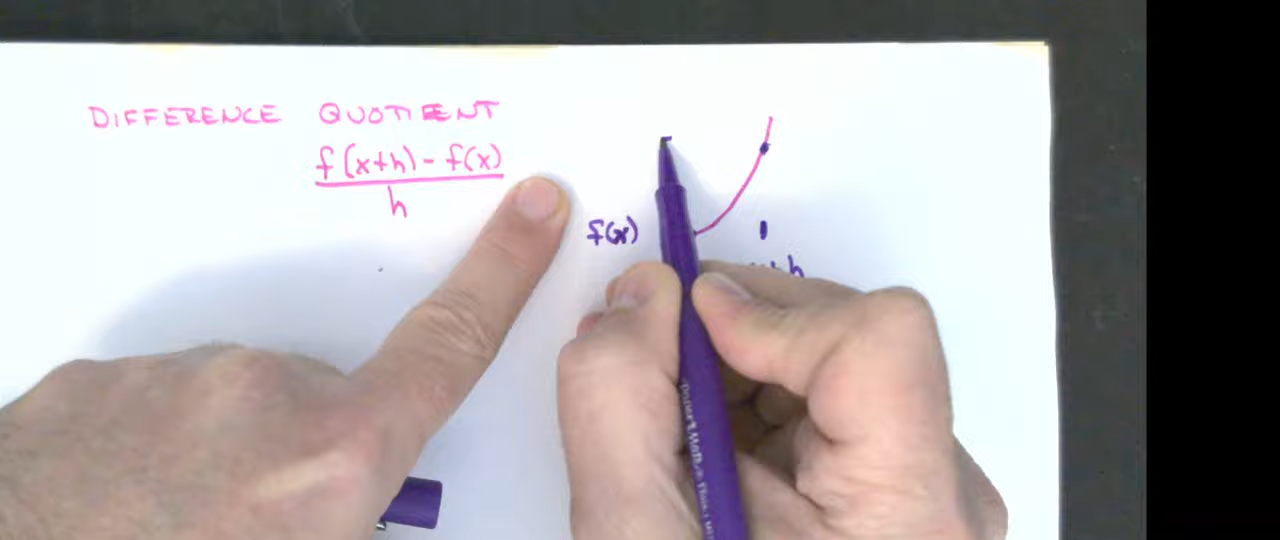 DIFFERENCE QUOTIENT
f(x+h) - f(x)
h
f(x)
h